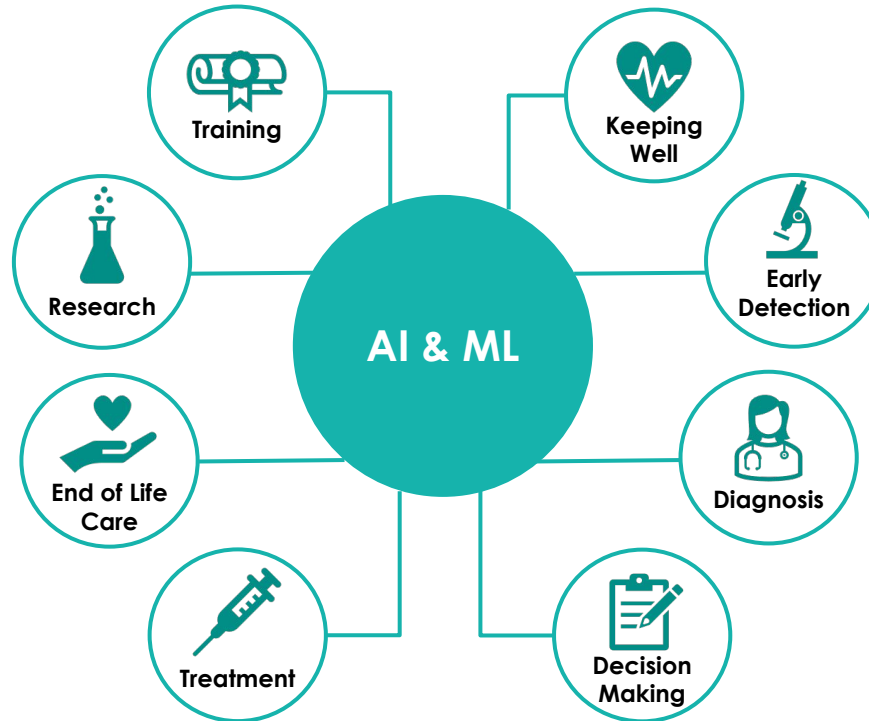 Training
Keeping
Well
Research
Early
Detection
AI & ML
End of Life
Care
Diagnosis
Treatment
Decision
Making